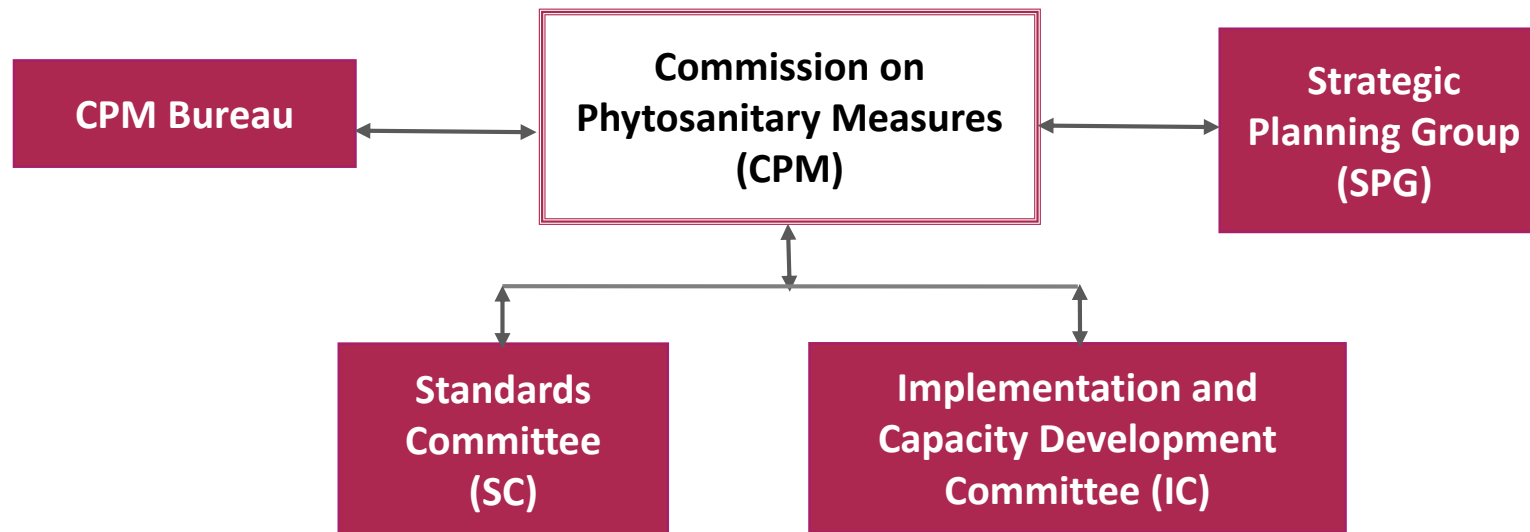 CPM Bureau
Commission on
Phytosanitary Measures
(CPM)
Strategic
Planning Group
(SPG)
Standards
Committee
(SC)
Implementation and
Capacity Development
Committee (IC)